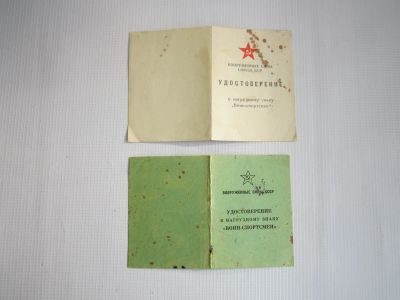 ВООРУЖЕННЫЕ СИЛЫ
СОЮЗА ССР
УДОСТОВЕРЕНИЕ
к нагрудному знаку
„Воин-спортсмен"
ВООРУЖЕННЫЕ СИЛЫ СССР
УДОСТОВЕРЕНИЕ
К НАГРУДНОМУ ЗНАКУ
«ВОИН-СПОРТСМЕН»